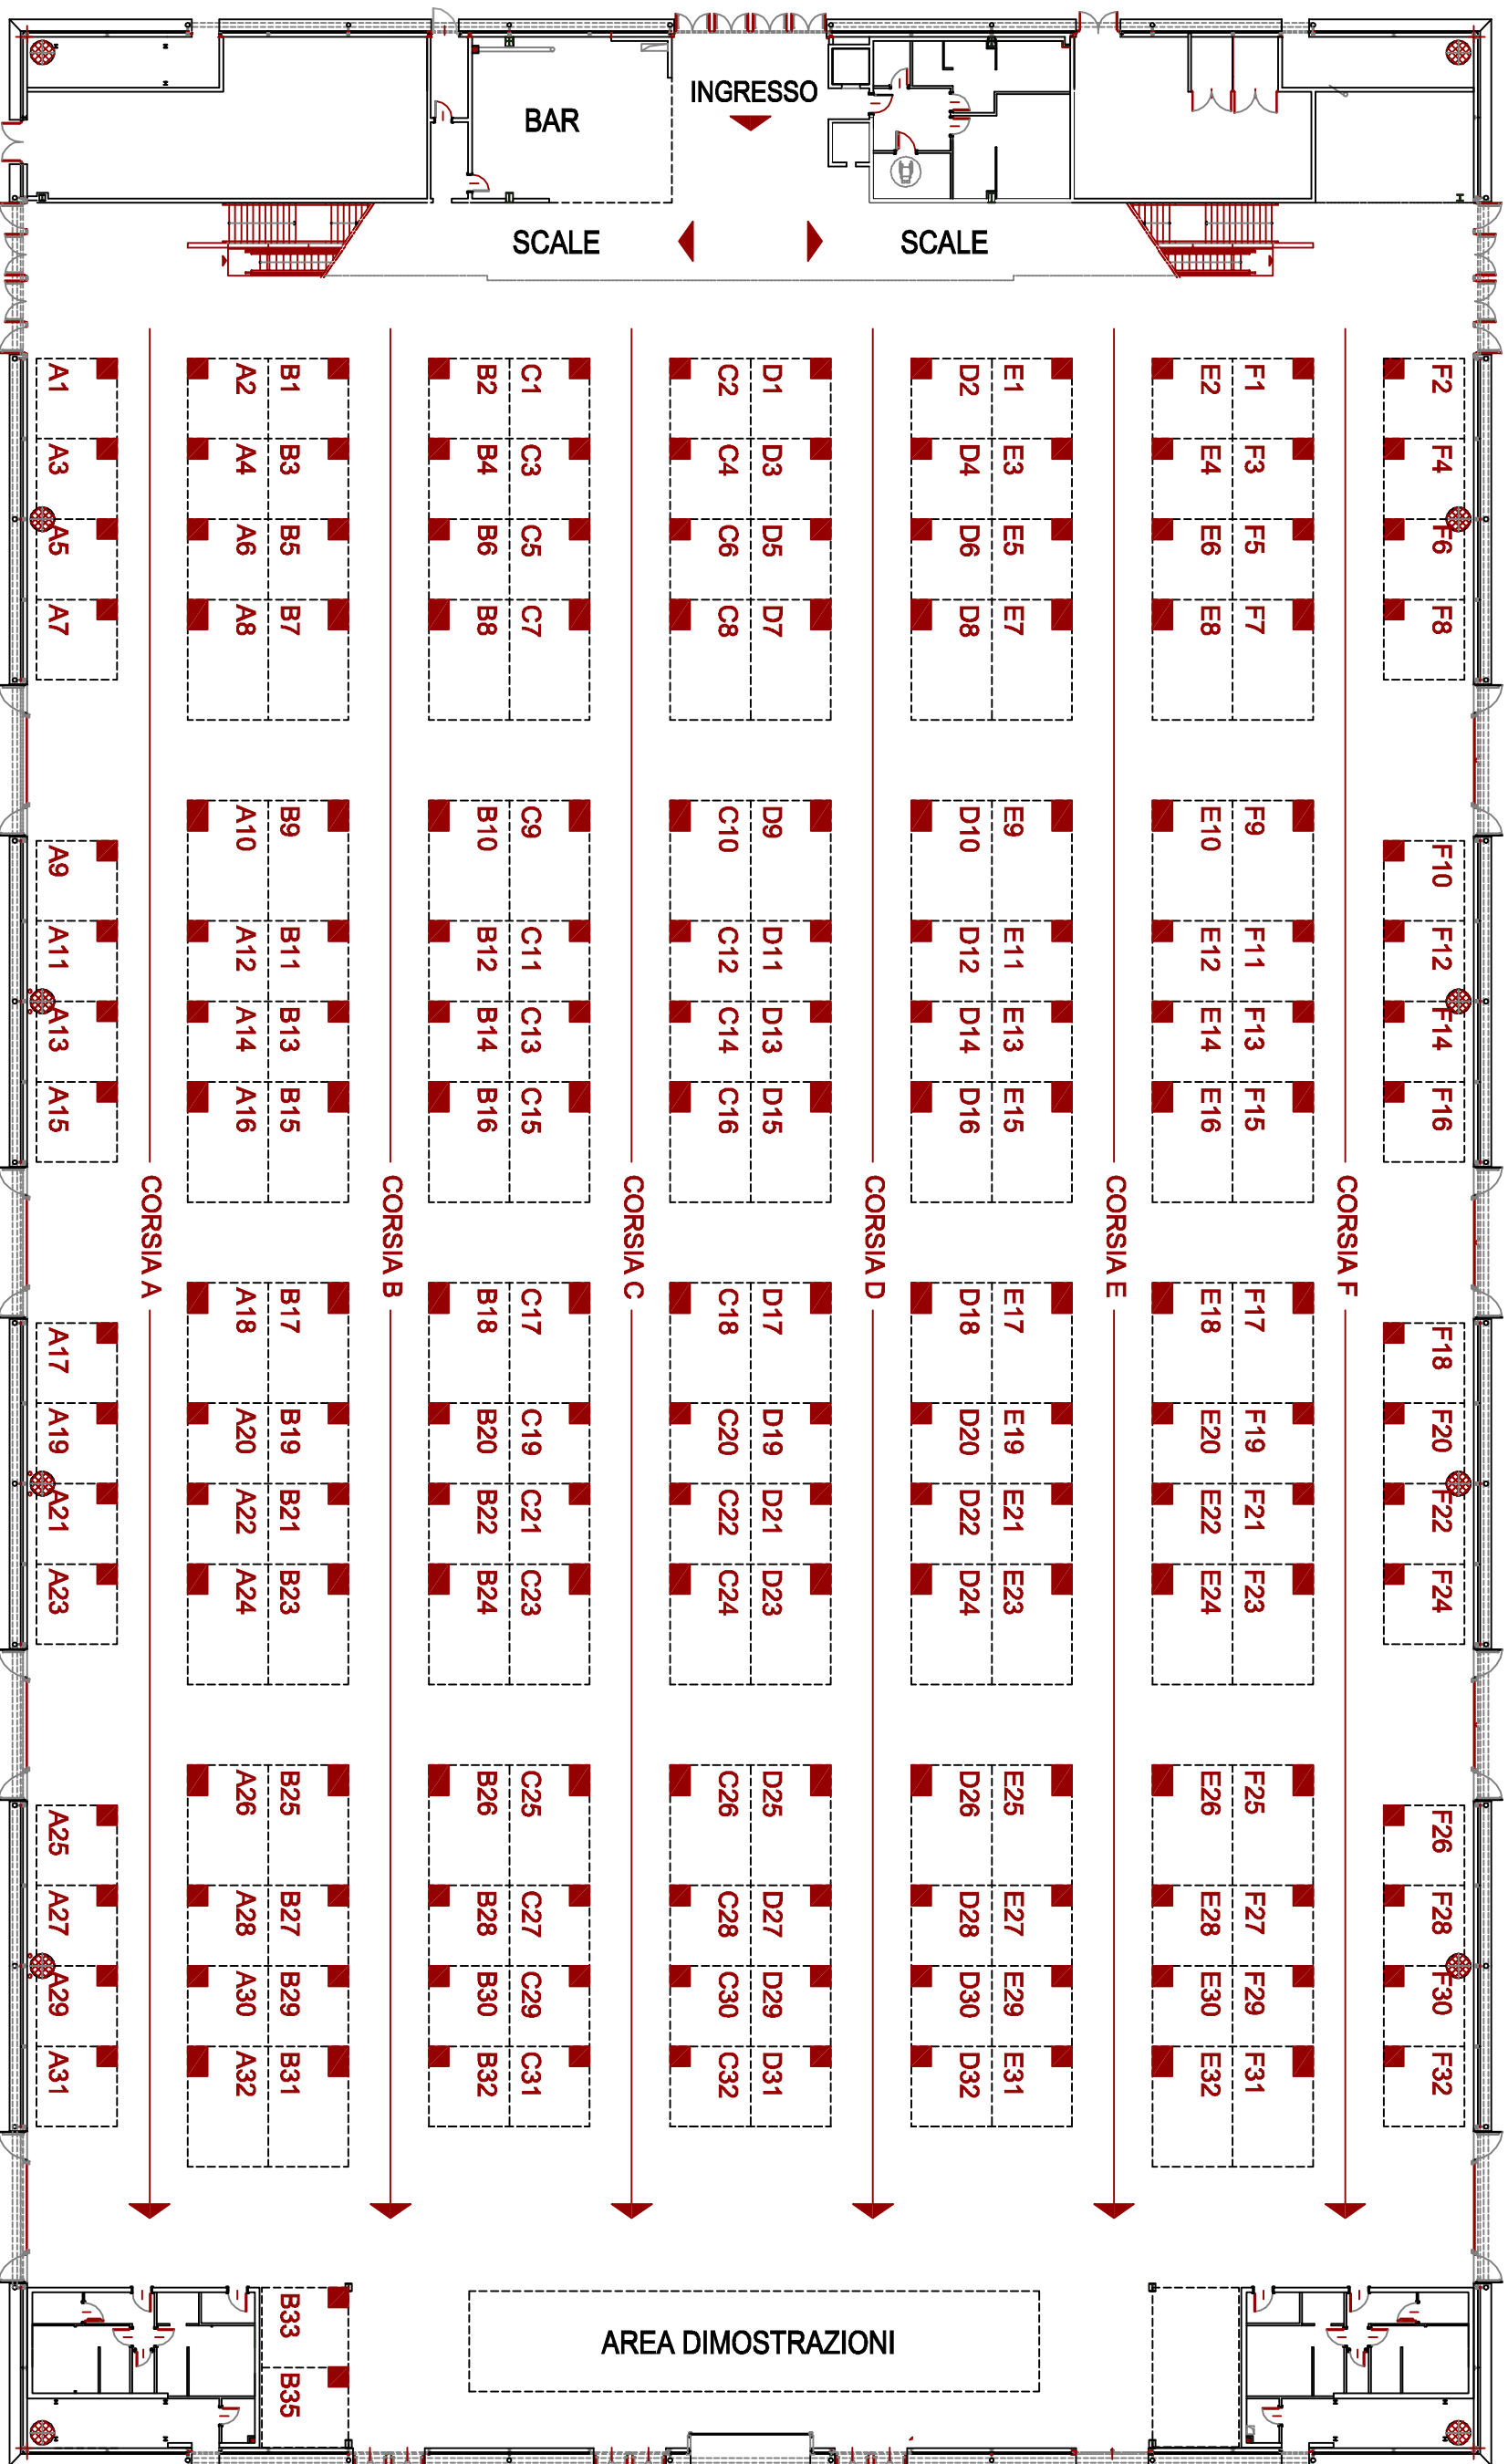 INGRESSO
BAR
SCALE
SCALE
A1 A2 B1 B2 C1 C2 D1 D2 E1 E2 F1 F2
A3 A4 B3 B4 C3 C4 D3 D4 E3 E4 F3 F4
A5 A6 B5 B6 C5 C6 D5 D6 E5 E6 F5 F6
A7 A8 B7 B8 C7 C8 D7 D8 E7 E8 F7 F8
A9 A10 B9 B10 C9 C10 D9 D10 E9 E10 F9 F10
A11 A12 B11 B12 C11 C12 D11 D12 E11 E12 F11 F12
A13 A14 B13 B14 C13 C14 D13 D14 E13 E14 F13 F14
A15 A16 B15 B16 C15 C16 D15 D16 E15 E16 F15 F16
CORSIA A
CORSIA B
CORSIA C
CORSIA D
CORSIA E
CORSIA F
A17 A18 B17 B18 C17 C18 D17 D18 E17 E18 F17 F18
A19 A20 B19 B20 C19 C20 D19 D20 E19 E20 F19 F20
A21 A22 B21 B22 C21 C22 D21 D22 E21 E22 F21 F22
A23 A24 B23 B24 C23 C24 D23 D24 E23 E24 F23 F24
A25 A26 B25 B26 C25 C26 D25 D26 E25 E26 F25 F26
A27 A28 B27 B28 C27 C28 D27 D28 E27 E28 F27 F28
A29 A30 B29 B30 C29 C30 D29 D30 E29 E30 F29 F30
A31 A32 B31 B32 C31 C32 D31 D32 E31 E32 F31 F32
B33
B35
AREA DIMOSTRAZIONI